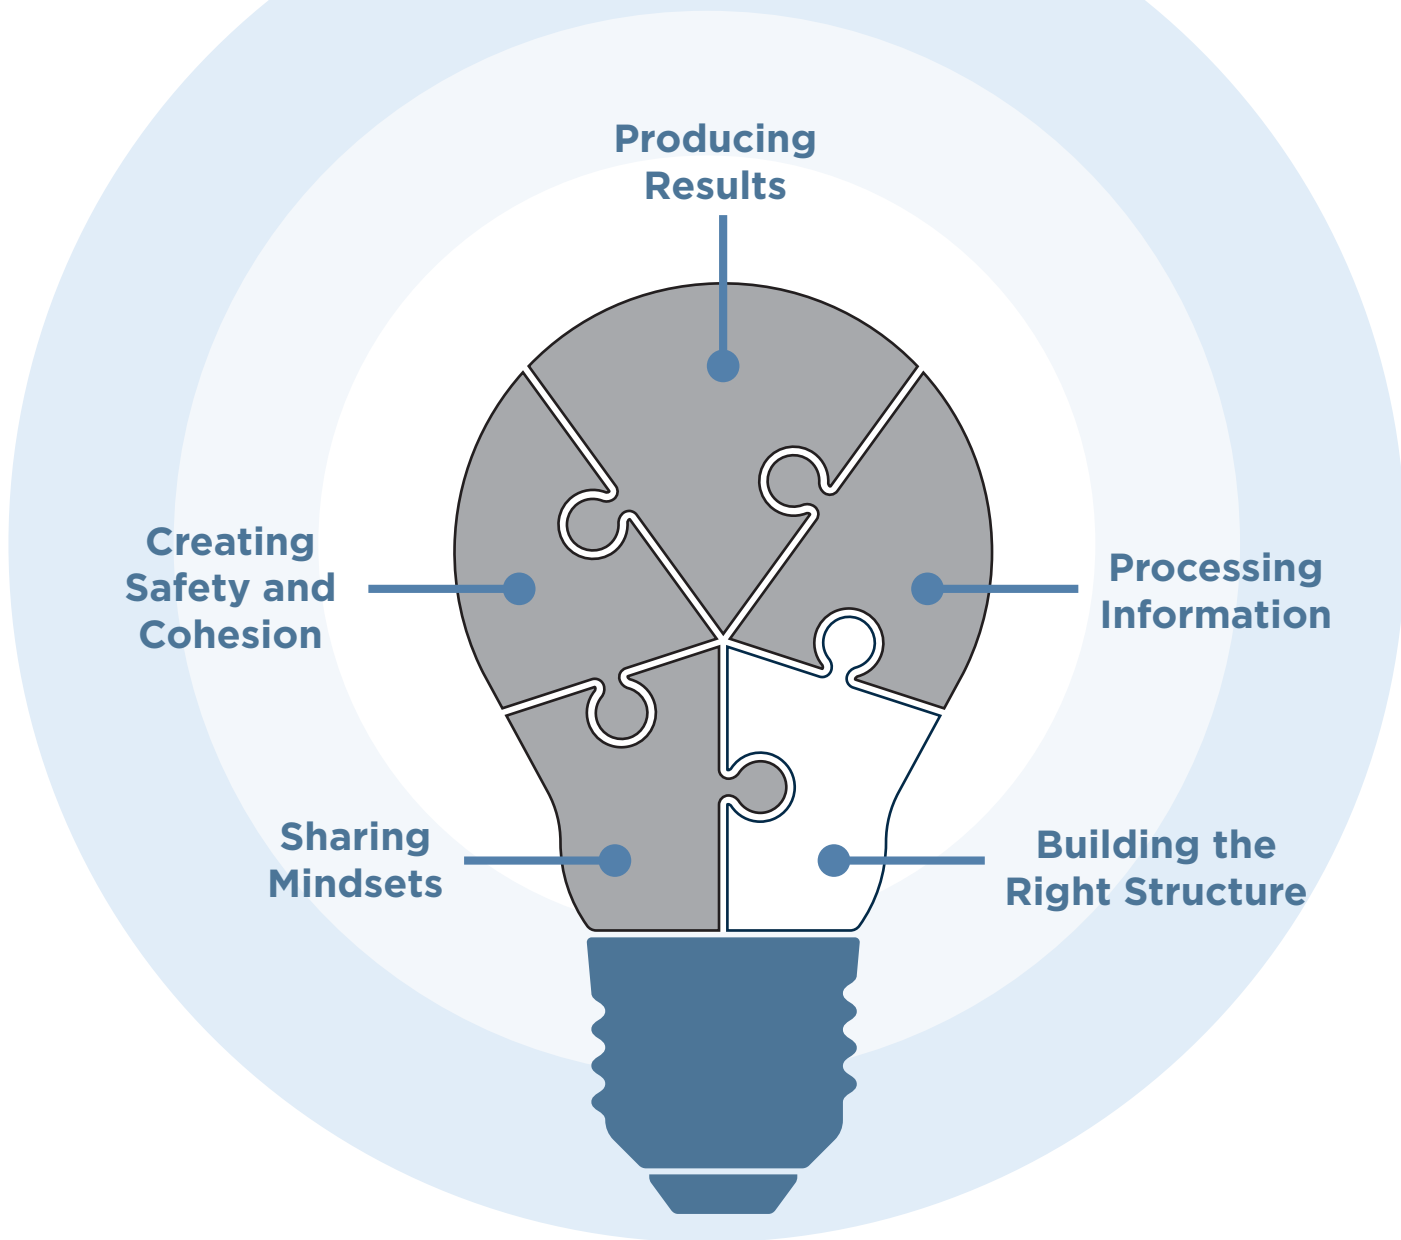 Producing
Results
Creating
Safety and
Cohesion
Processing
Information
Sharing
Mindsets
Building the
Right Structure